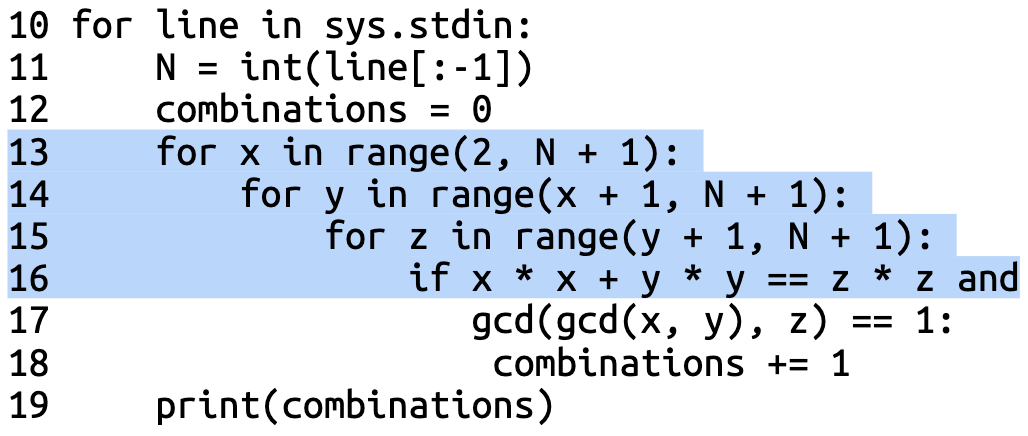 10 for line in sys.stdin:
11     N = int(line[:-1])
12     combinations = 0
13     for x in range(2, N + 1):
14         for y in range(x + 1, N + 1):
15             for z in range(y + 1, N + 1):
16                 if x * x + y * y == z * z and
17                    gcd(gcd(x, y), z) == 1:
18                     combinations += 1
19     print(combinations)